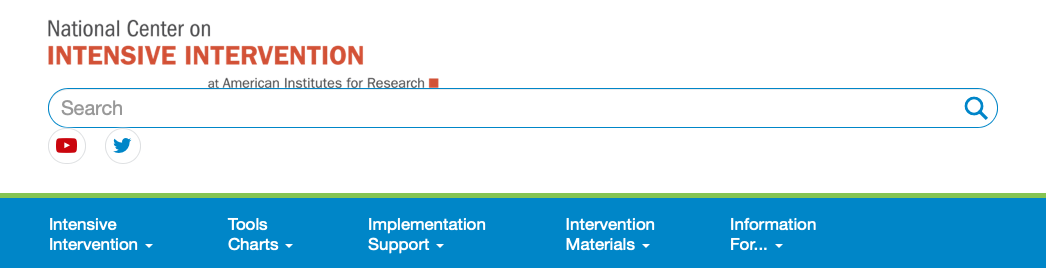 National Center on
INTENSIVE INTERVENTION
at American Institutes for Research
Search
Intensive Intervention
Tools Charts
Implementation Support
Intervention Materials
Information For...